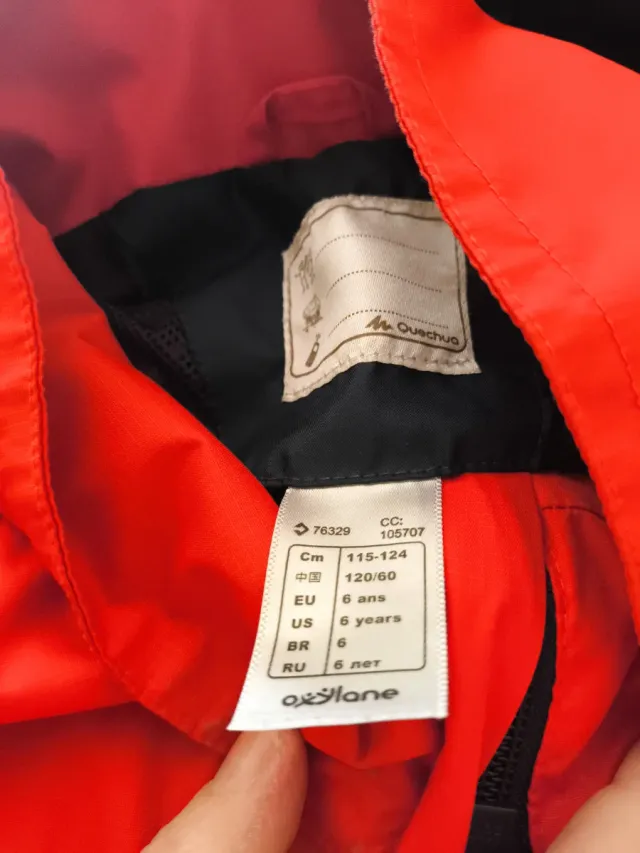 Quechua
76329 CC:
105707
Cm 115-124
中国 120/60
EU 6 ans
US 6 years
BR 6
RU 6 лет
oxylane